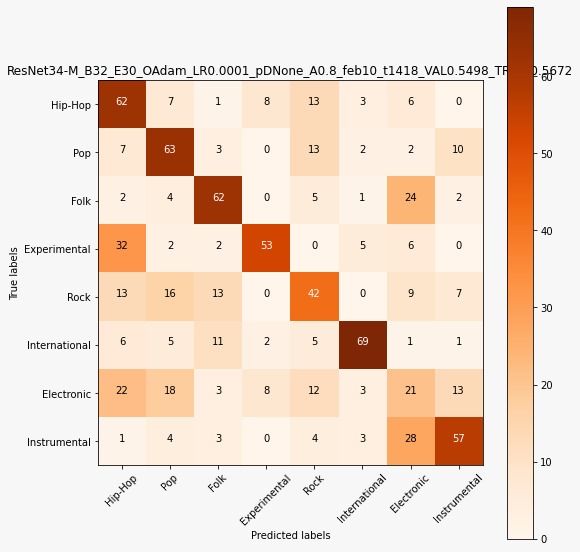 ResNet34-M_B32_E30_OAdam_LR0.0001_pDNone_A0.8_feb10_t1418_VAL0.5498_TR 0.5672
True labels
Hip-Hop 62 7 1 8 13 3 6 0
Pop 7 63 3 0 13 2 2 10
Folk 2 4 62 0 5 1 24 2
Experimental 32 2 2 53 0 5 6 0
Rock 13 16 13 0 42 0 9 7
International 6 5 11 2 5 69 1 1
Electronic 22 18 3 8 12 3 21 13
Instrumental 1 4 3 0 4 3 28 57
Hip-Hop Pop Folk Experimental Rock International Electronic Instrumental
Predicted labels
60
50
40
30
20
10
0